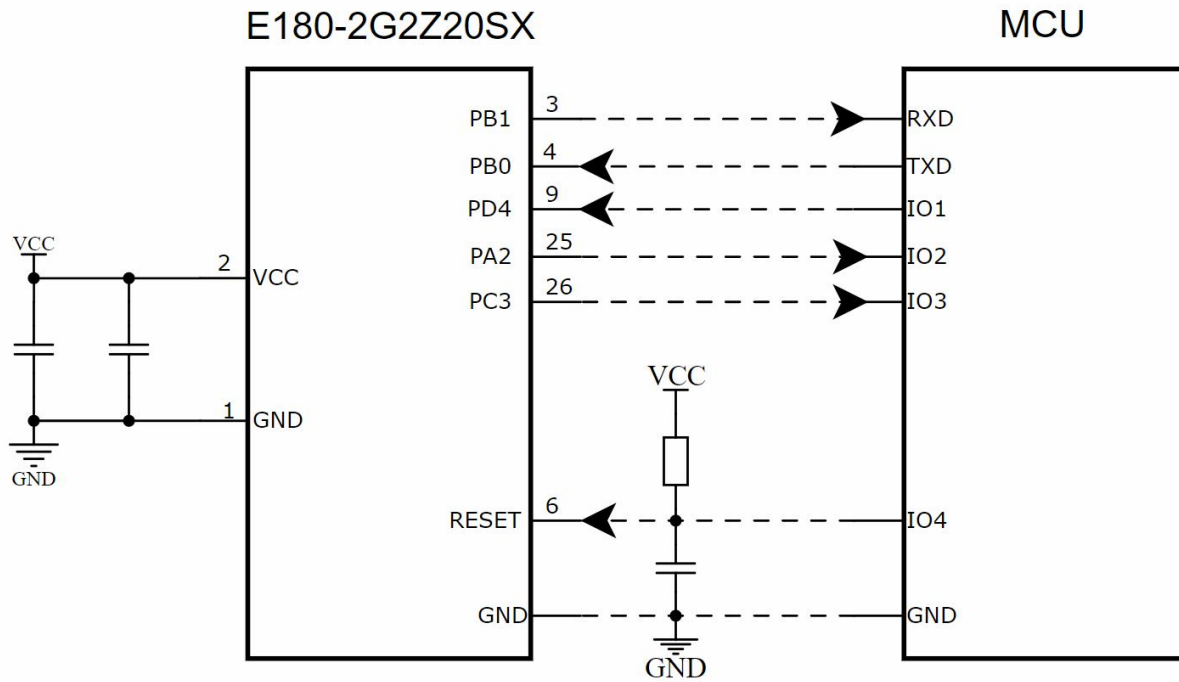 E180-2G2Z20SX MCU
PB1 3 RXD
PB0 4 TXD
PD4 9 IO1
VCC PA2 25 IO2
2 VCC
PC3 26 IO3
VCC
1 GND
GND
RESET 6 IO4
GND GND
GND